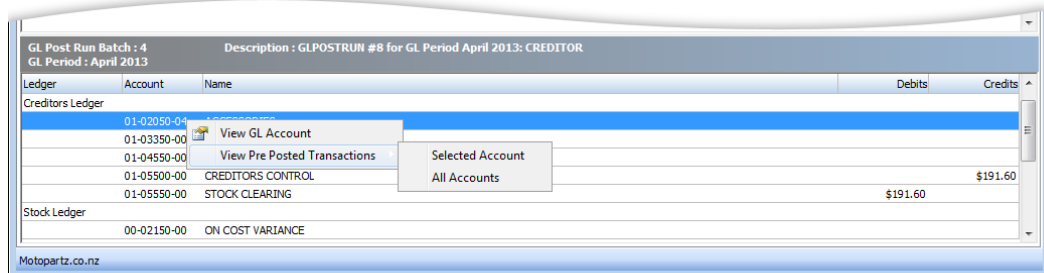 GL Post Run Batch : 4 Description : GLPOSTRUN #8 for GL Period April 2013: CREDITOR
GL Period : April 2013
Ledger Account Name Debits Credits
Creditors Ledger
01-02050-04 ACCESSORIES
01-03350-00 View GL Account
01-04550-00 View Pre Posted Transactions Selected Account
01-05500-00 CREDITORS CONTROL All Accounts $191.60
01-05550-00 STOCK CLEARING $191.60
Stock Ledger
00-02150-00 ON COST VARIANCE
Motopartz.co.nz